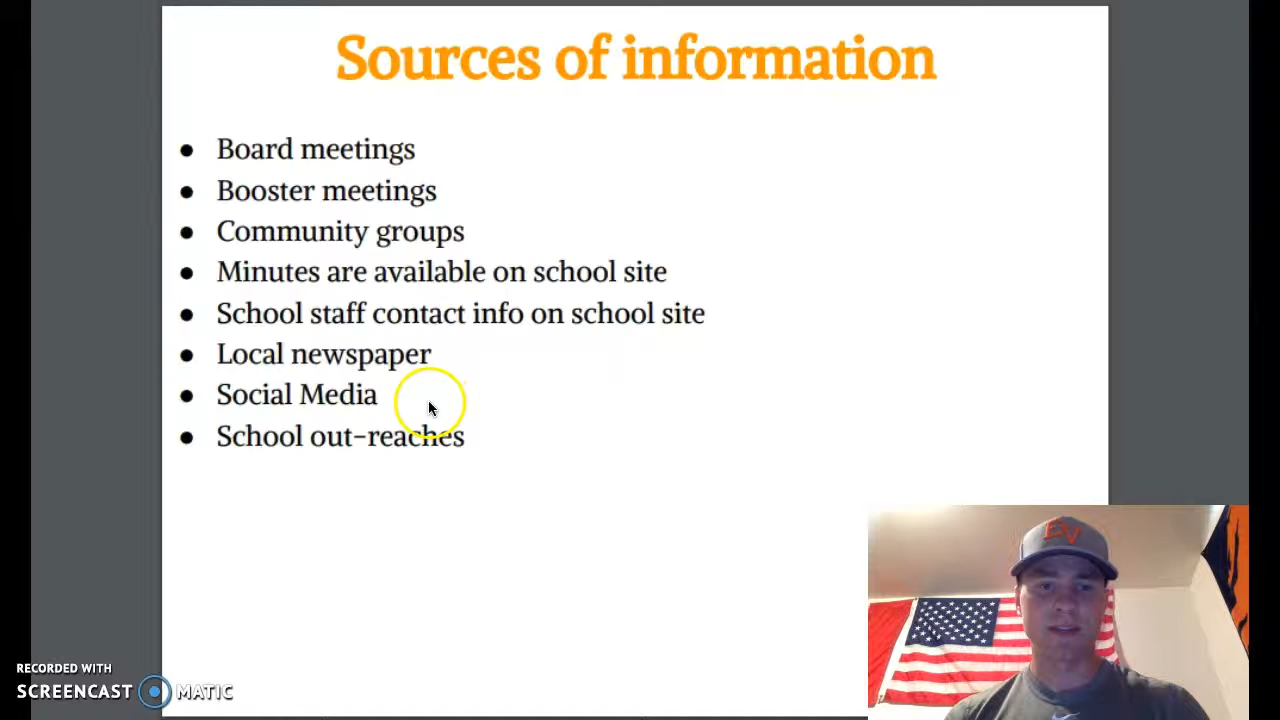 Sources of information
● Board meetings
● Booster meetings
● Community groups
● Minutes are available on school site
● School staff contact info on school site
● Local newspaper
● Social Media
● School out-reaches
EV
RECORDED WITH
SCREENCAST MATIC